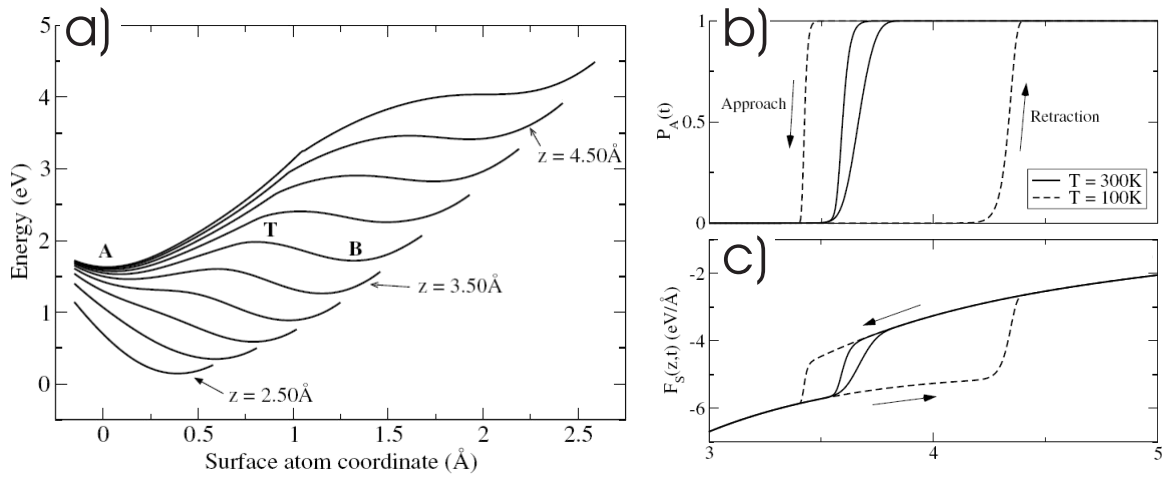 a)
5
4
3
2
1
0
Energy (eV)
A
T
B
z = 4.50Å
z = 3.50Å
z = 2.50Å
0
0.5
1
1.5
2
2.5
Surface atom coordinate (Å)
b)
1
0.5
0
P_A(t)
Approach
Retraction
T = 300K
T = 100K
c)
-2
-4
-6
F_S(z,t) (eV/Å)
3
4
5